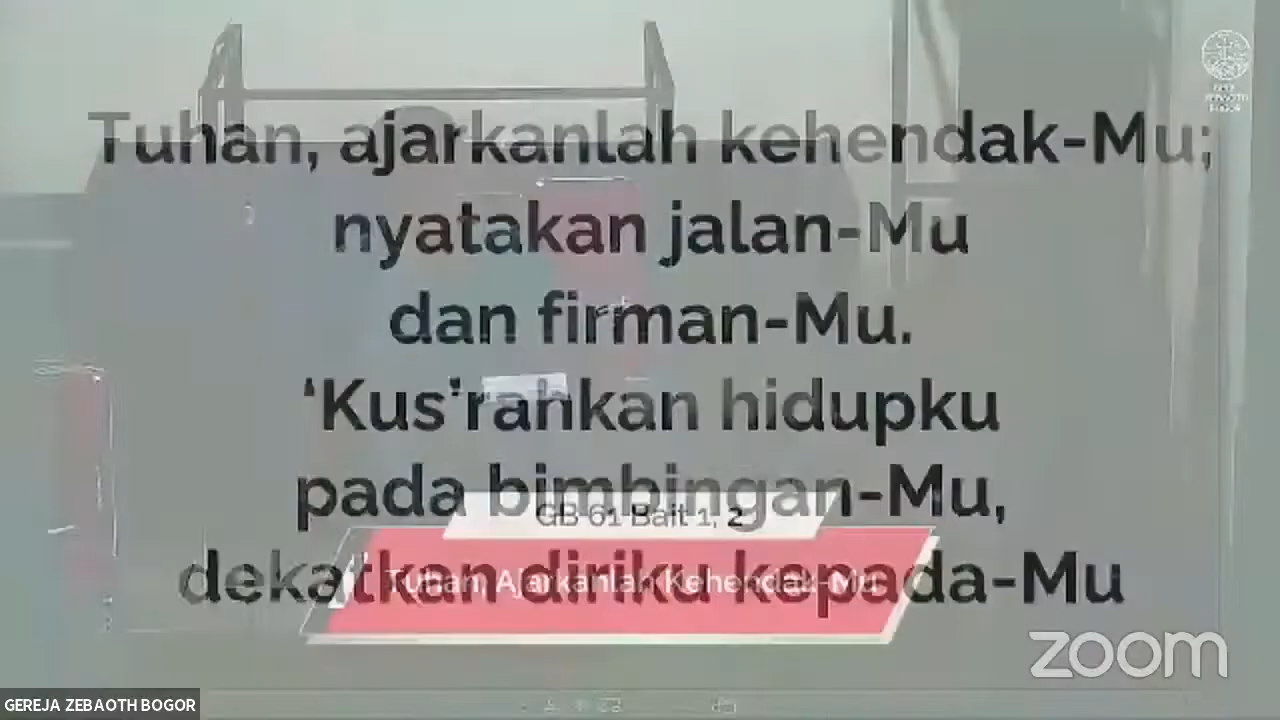 Tuhan, ajarkanlah kehendak-Mu;
nyatakan jalan-Mu
dan firman-Mu.
‘Kus’rahkan hidupku
pada bimbingan-Mu,
GB 61 Bait 1, 2
dekatkan diriku kepada-Mu
Tuhan, Ajarkanlah Kehendak-Mu
zoom
GEREJA ZEBAOTH BOGOR